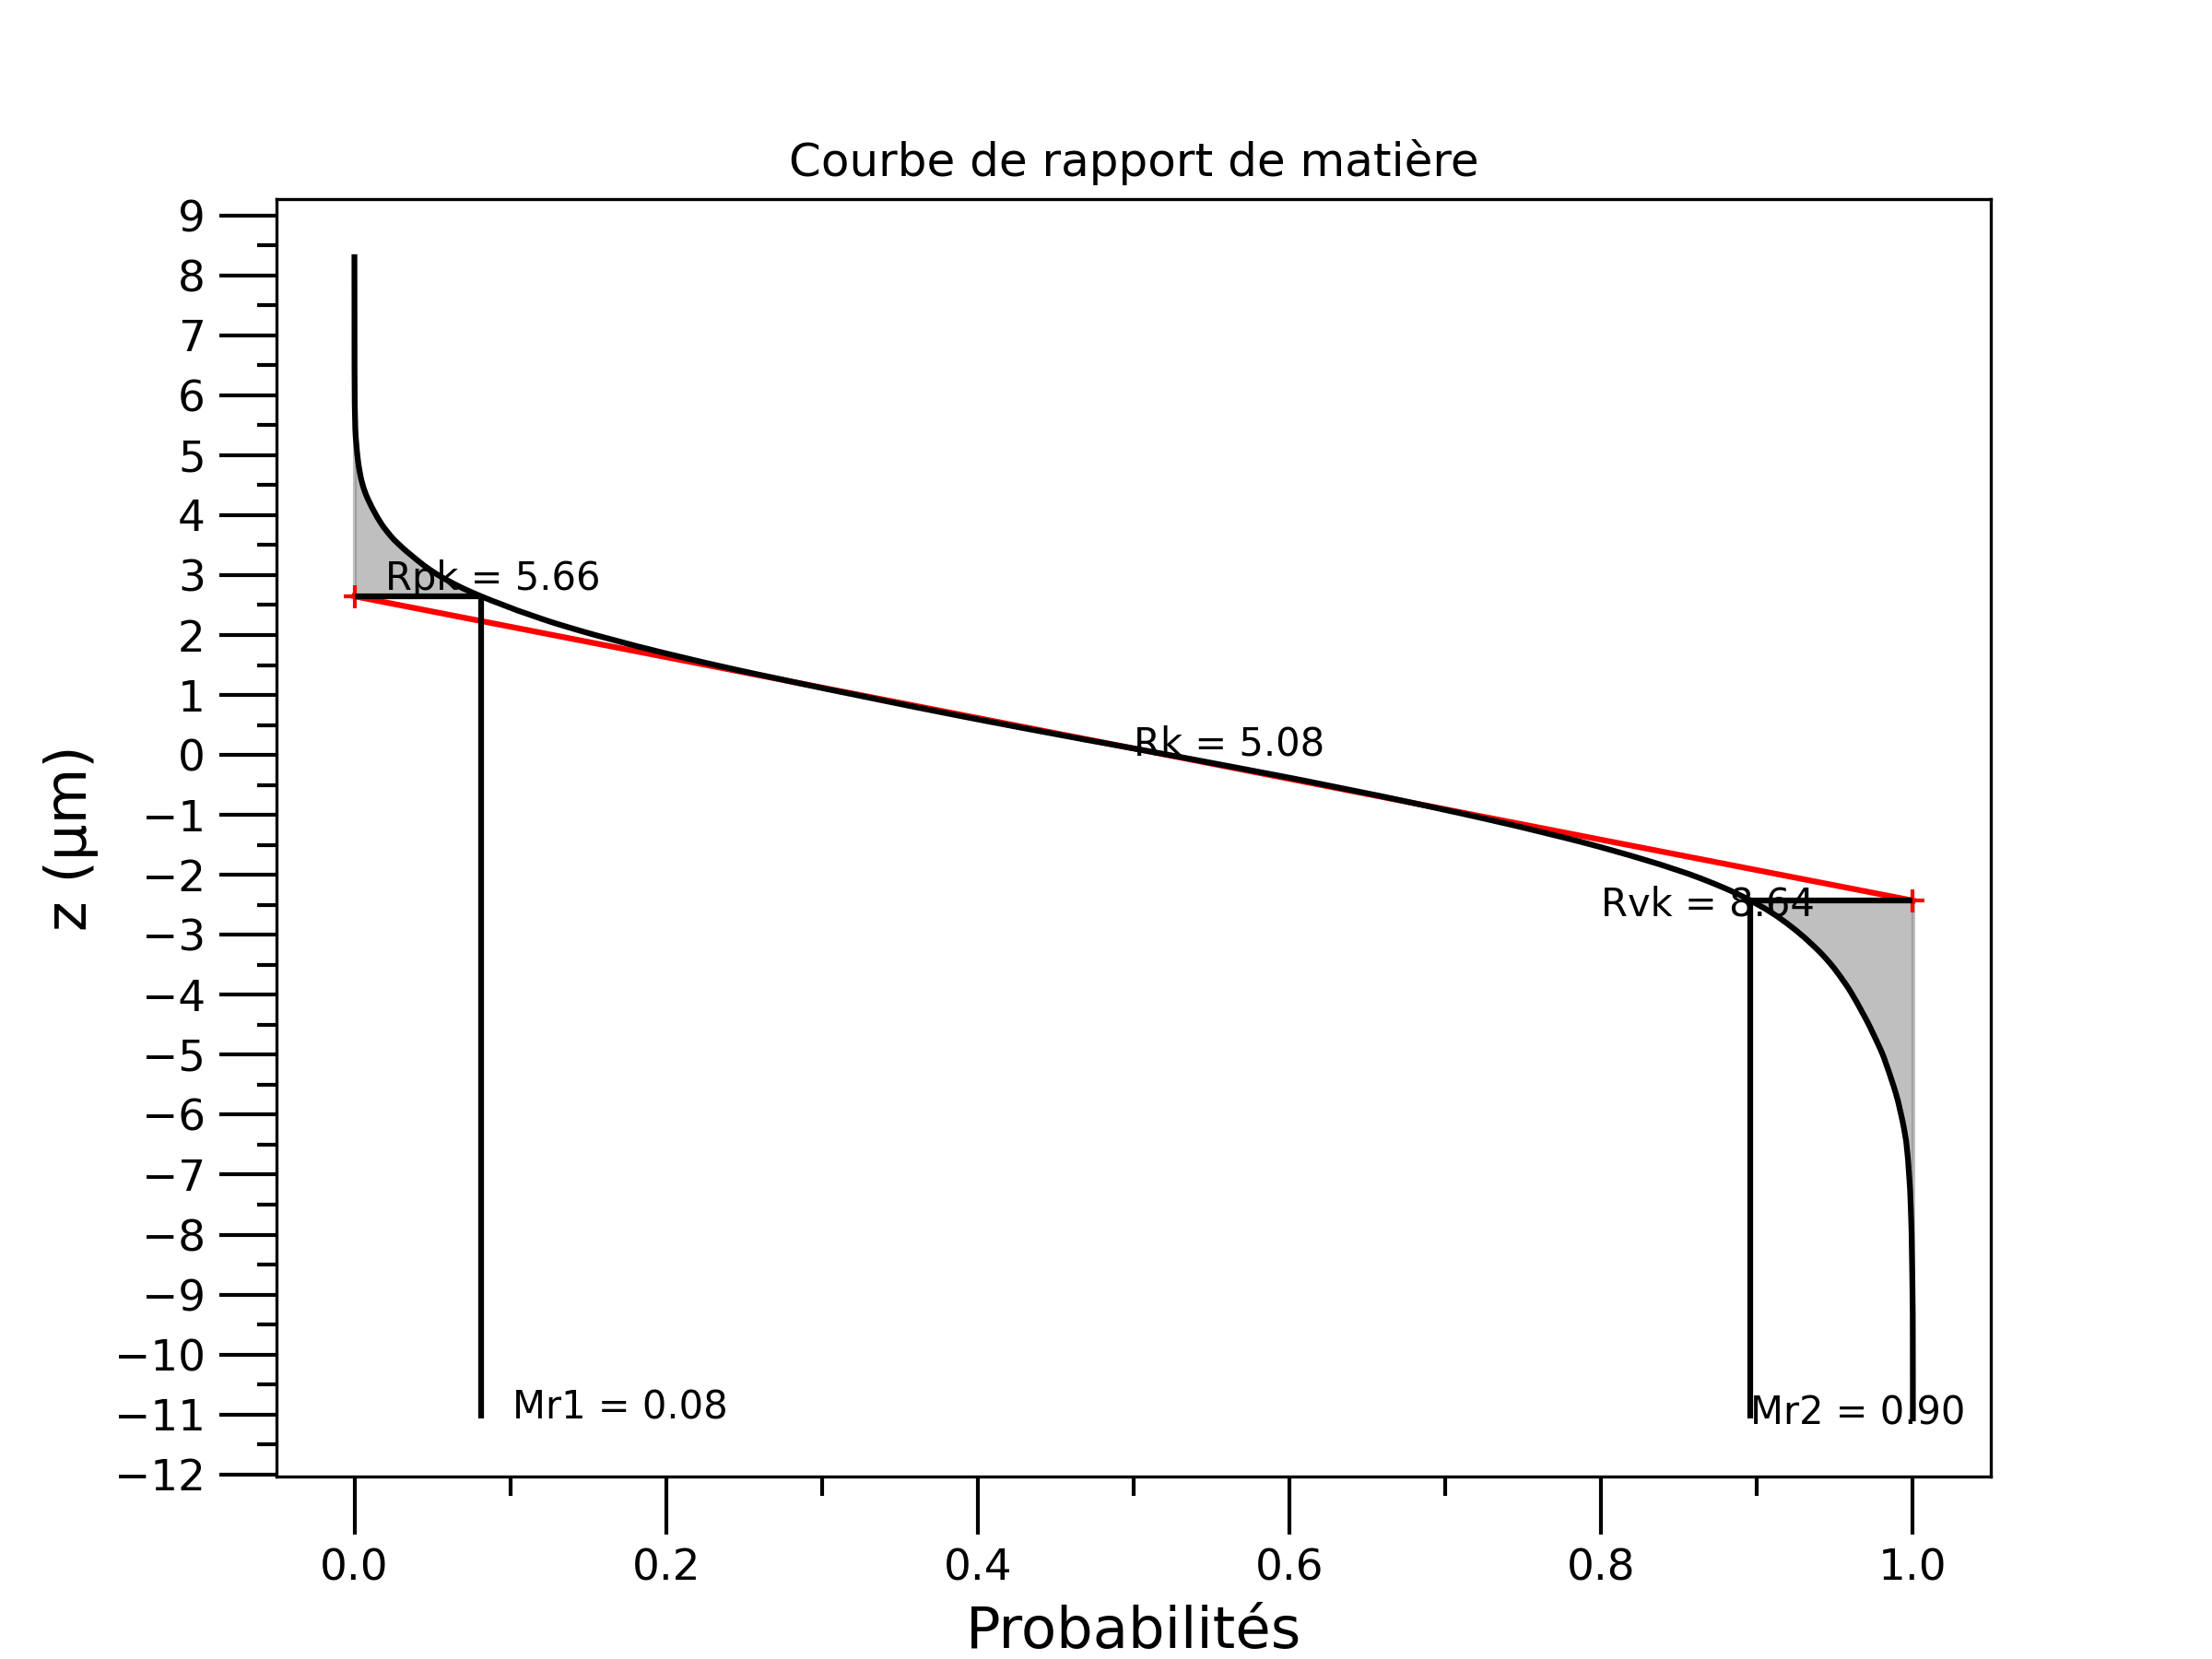 Courbe de rapport de matière
9
8
7
6
5
4
3
2
1
0
−1
−2
−3
−4
−5
−6
−7
−8
−9
−10
−11
−12
z (µm)
Rpk = 5.66
Rk = 5.08
Rvk = 8.64
Mr1 = 0.08
Mr2 = 0.90
0.0 0.2 0.4 0.6 0.8 1.0
Probabilités